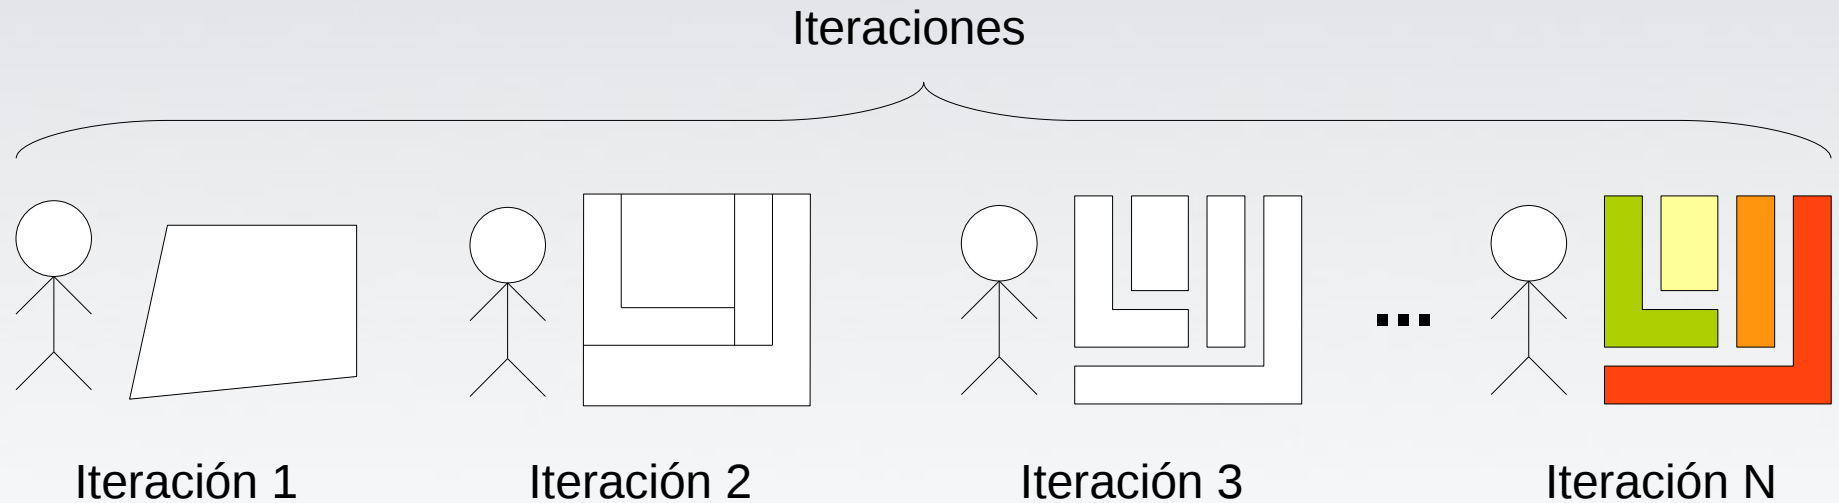 Iteraciones
...
Iteración 1
Iteración 2
Iteración 3
Iteración N